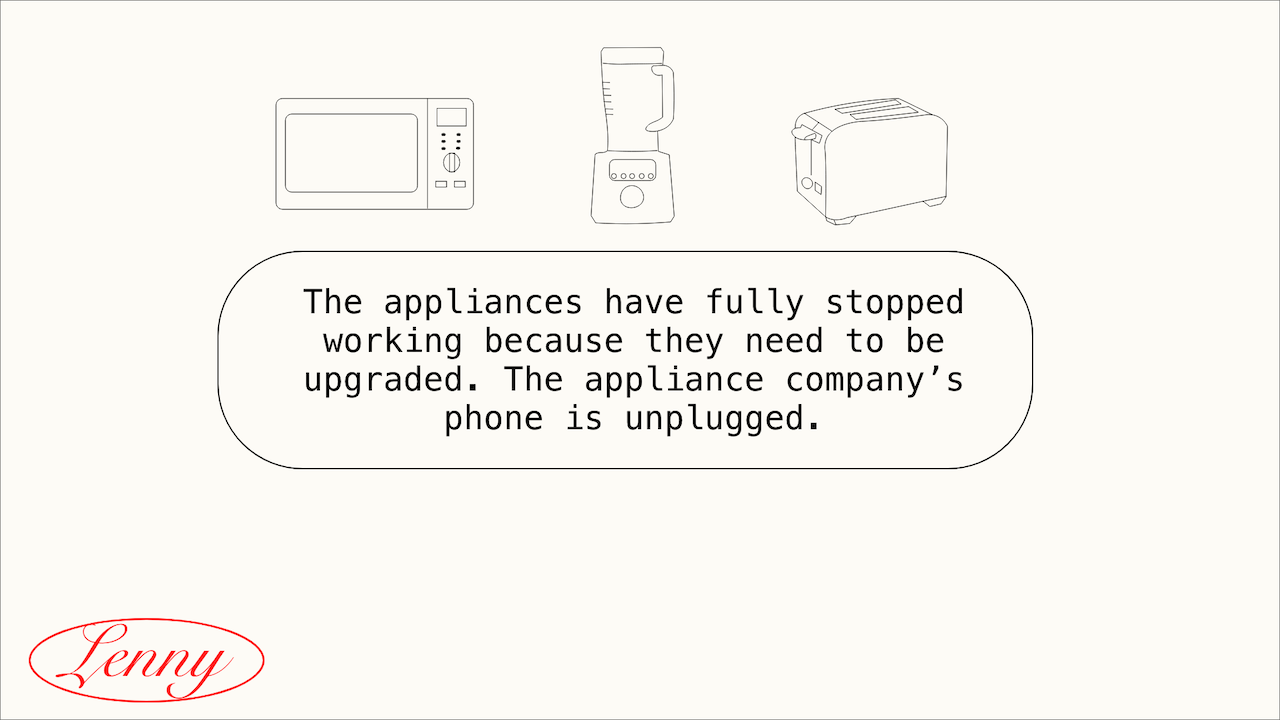 The appliances have fully stopped
working because they need to be
upgraded. The appliance company’s
phone is unplugged.
Lenny